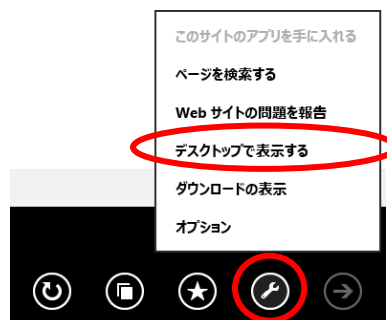 このサイトのアプリを手に入れる
ページを検索する
Web サイトの問題を報告
デスクトップで表示する
ダウンロードの表示
オプション